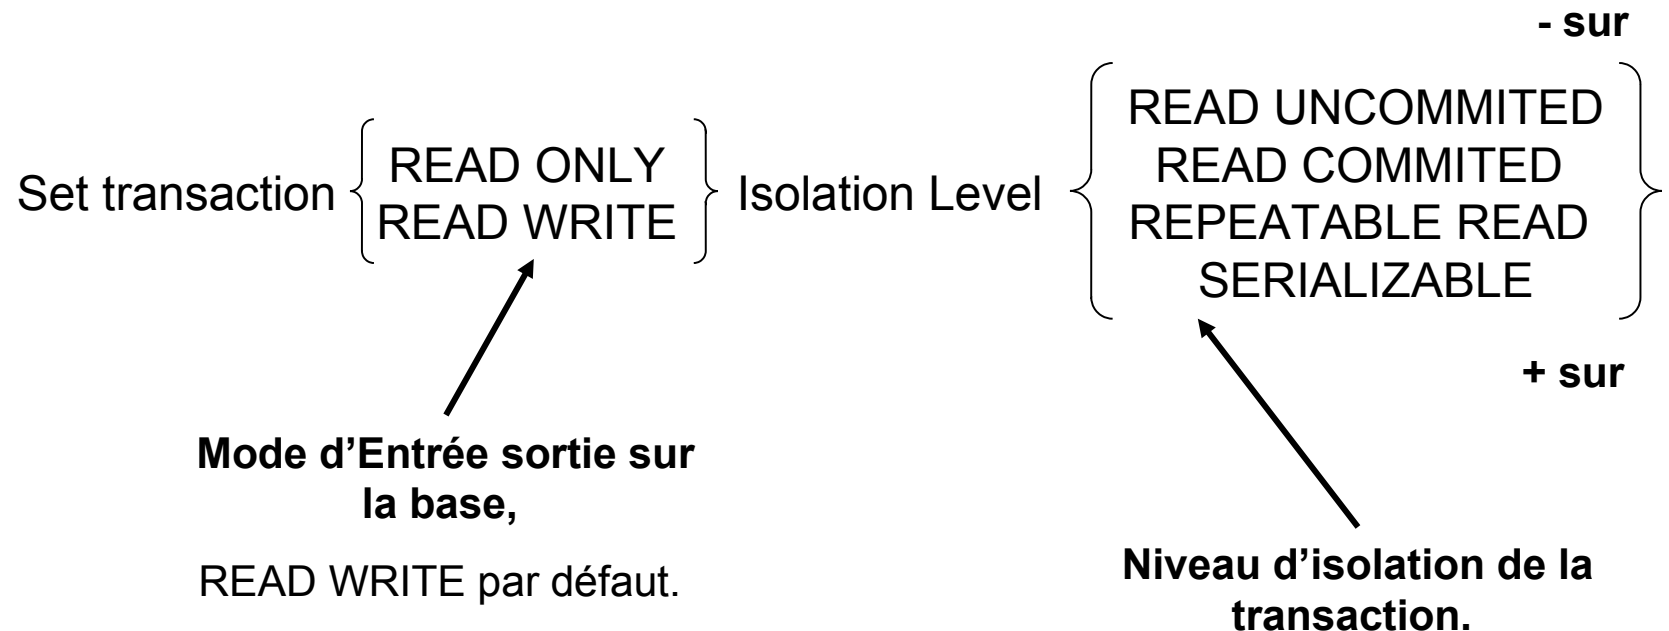 - sur
Set transaction
READ ONLY
READ WRITE
Isolation Level
READ UNCOMMITED
READ COMMITED
REPEATABLE READ
SERIALIZABLE
+ sur
Mode d’Entrée sortie sur
la base,
READ WRITE par défaut.
Niveau d’isolation de la
transaction.